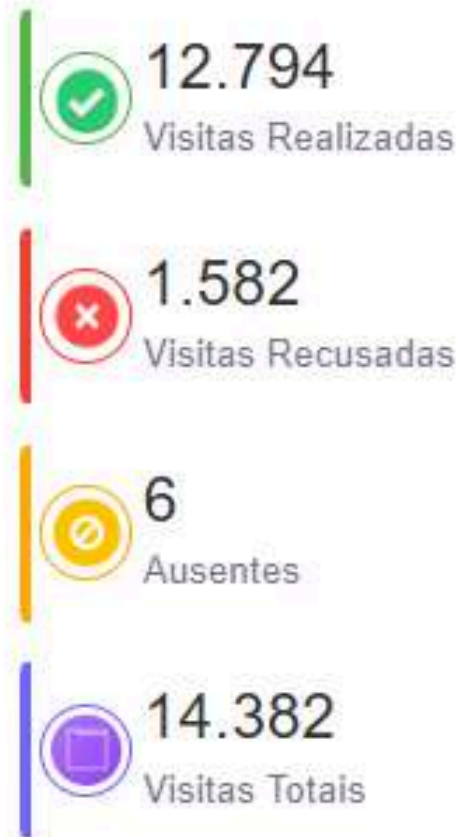 12.794
Visitas Realizadas
1.582
Visitas Recusadas
6
Ausentes
14.382
Visitas Totais